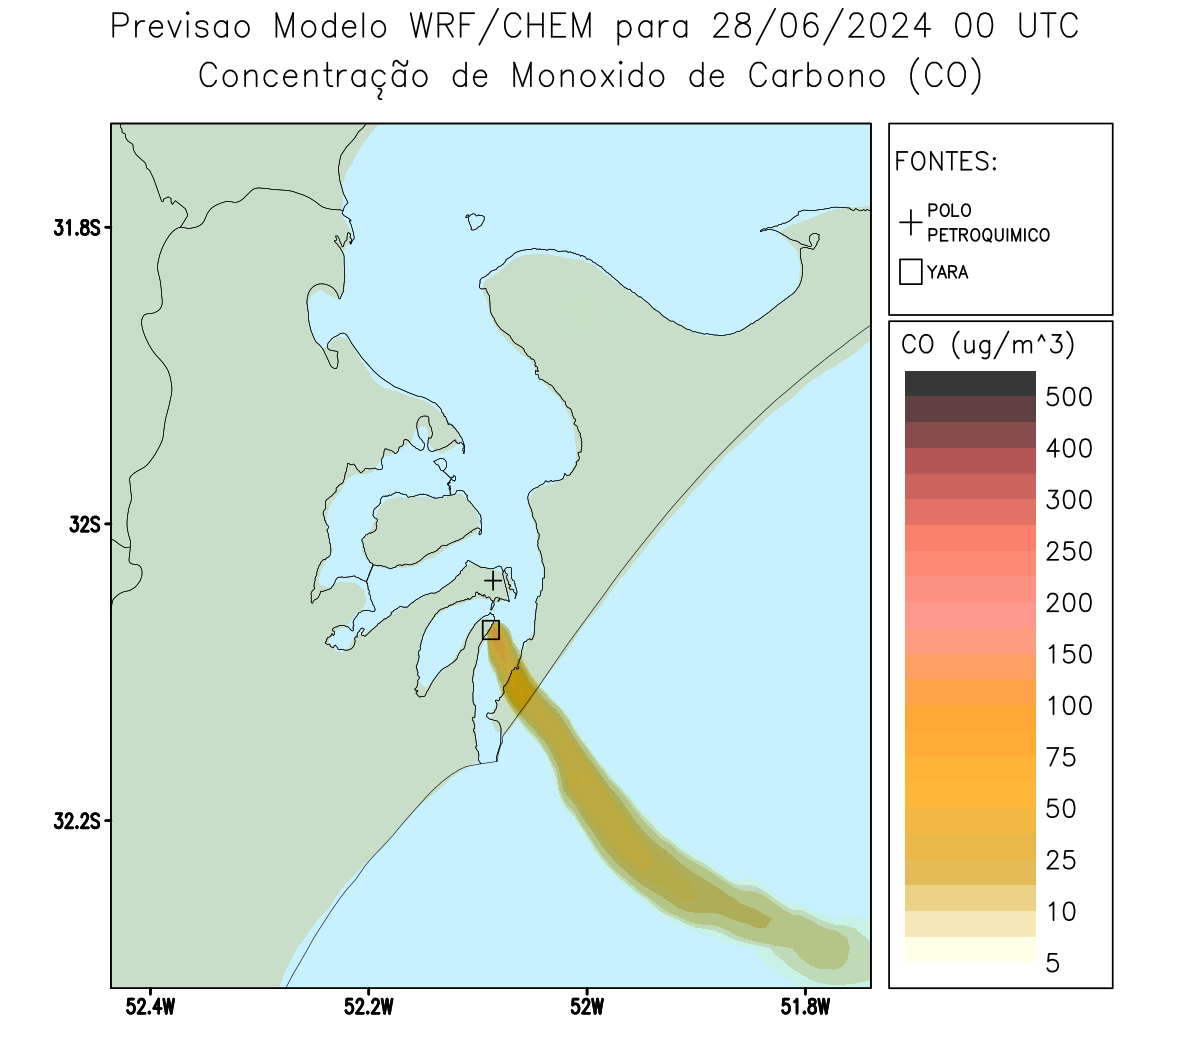 Previsao Modelo WRF/CHEM para 28/06/2024 00 UTC
Concentração de Monoxido de Carbono (CO)
FONTES:
POLO
PETROQUIMICO
YARA
CO (ug/m^3)
500
400
300
250
200
150
100
75
50
25
10
5
31.8S
32S
32.2S
52.4W
52.2W
52W
51.8W